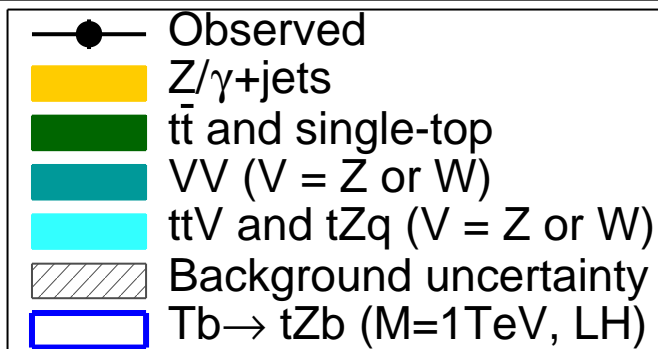 Observed
Z/γ+jets
tt̄ and single-top
VV (V = Z or W)
ttV and tZq (V = Z or W)
Background uncertainty
Tb→ tZb (M=1TeV, LH)